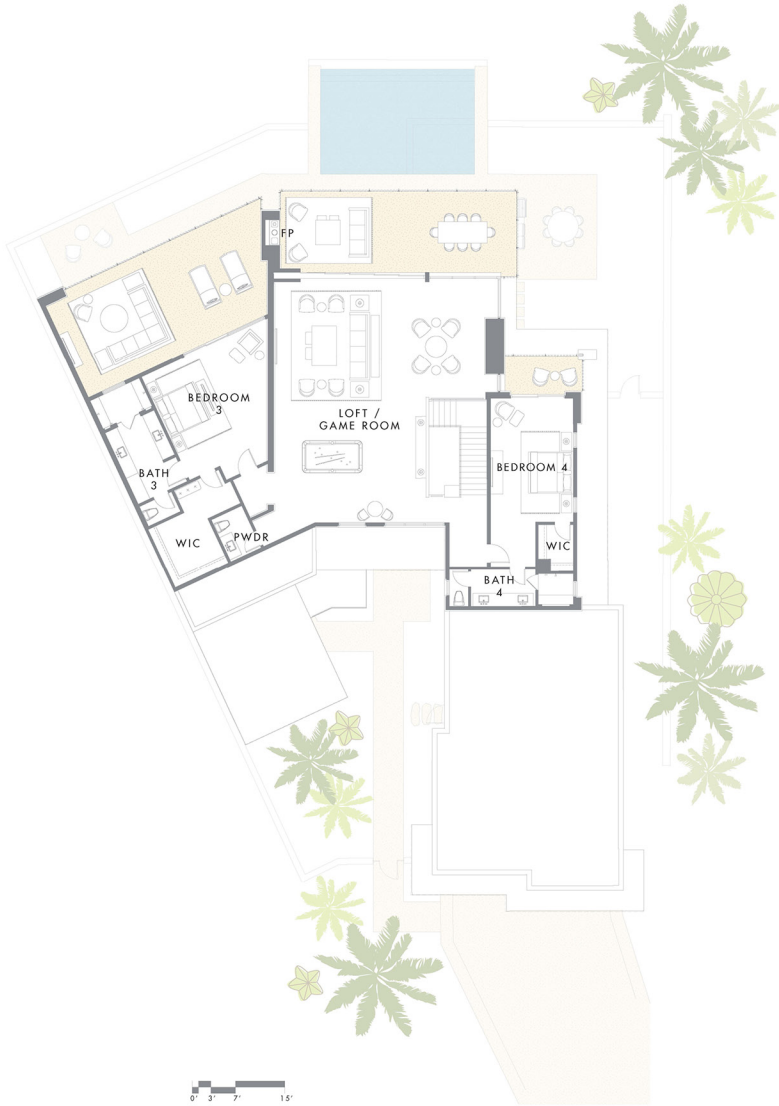 FP
BEDROOM
3
LOFT /
GAME ROOM
BATH
3
BEDROOM 4
WIC
PWDR
WIC
BATH
4
0' 3' 7' 15'